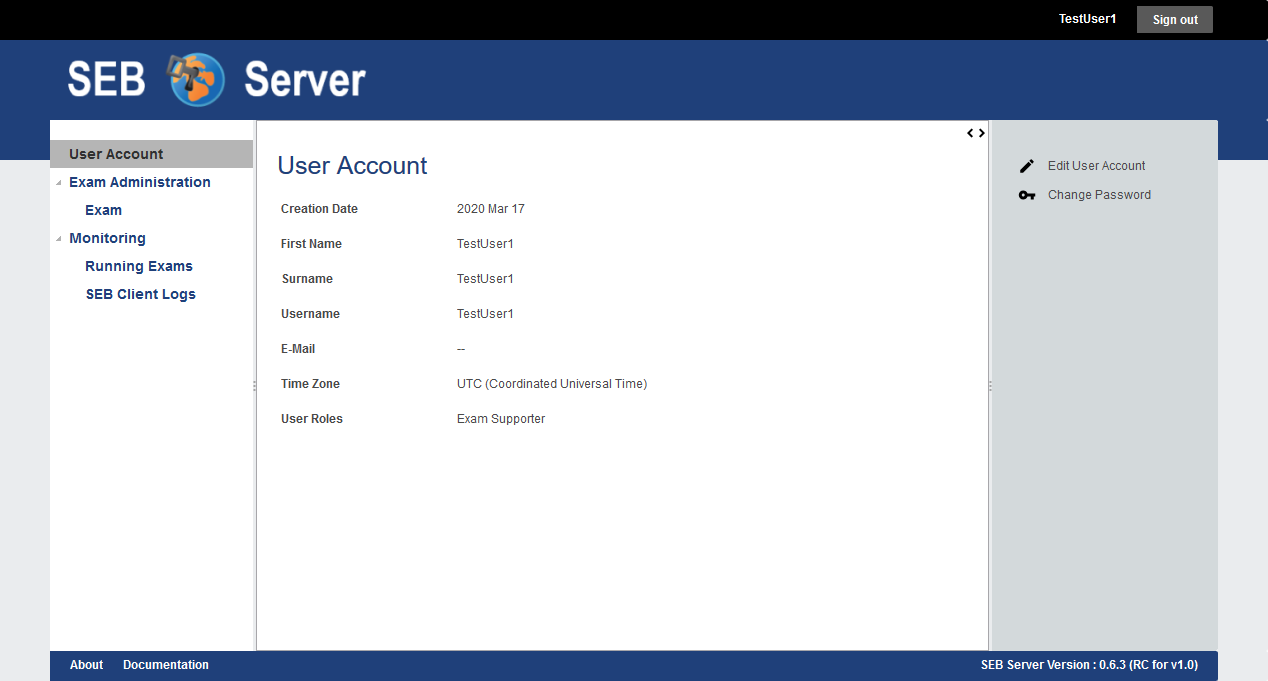 TestUser1 Sign out
SEB Server
User Account
Exam Administration
Exam
Monitoring
Running Exams
SEB Client Logs
User Account
Creation Date 2020 Mar 17
First Name TestUser1
Surname TestUser1
Username TestUser1
E-Mail --
Time Zone UTC (Coordinated Universal Time)
User Roles Exam Supporter
Edit User Account
Change Password
About Documentation SEB Server Version : 0.6.3 (RC for v1.0)